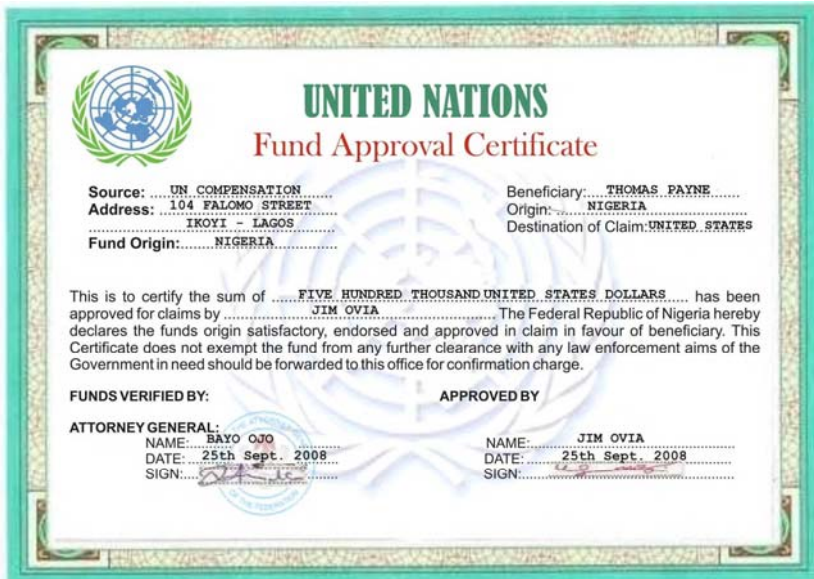 UNITED NATIONS
Fund Approval Certificate
Source: UN COMPENSATION
Address: 104 FALOMO STREET
IKOYI - LAGOS
Fund Origin: NIGERIA
Beneficiary: THOMAS PAYNE
Origin: NIGERIA
Destination of Claim: UNITED STATES
This is to certify the sum of FIVE HUNDRED THOUSAND UNITED STATES DOLLARS has been
approved for claims by JIM OVIA The Federal Republic of Nigeria hereby
declares the funds origin satisfactory, endorsed and approved in claim in favour of beneficiary. This
Certificate does not exempt the fund from any further clearance with any law enforcement aims of the
Government in need should be forwarded to this office for confirmation charge.
FUNDS VERIFIED BY:
ATTORNEY GENERAL:
NAME: BAYO OJO
DATE: 25th Sept. 2008
SIGN:
OF THE FEDERATION
APPROVED BY
NAME: JIM OVIA
DATE: 25th Sept. 2008
SIGN: